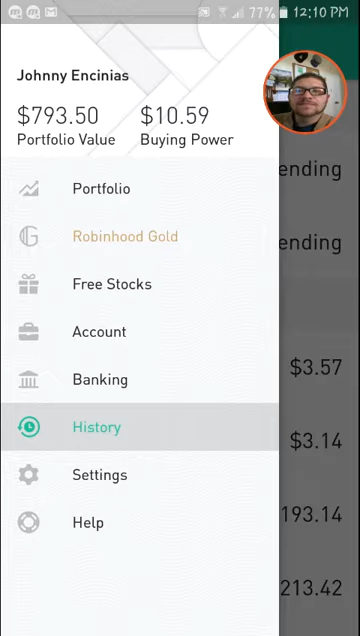 77% 12:10 PM
Johnny Encinias
$793.50 $10.59
Portfolio Value Buying Power
Portfolio
ending
Robinhood Gold
ending
Free Stocks
Account
$3.57
Banking
History
$3.14
Settings
193.14
Help
213.42